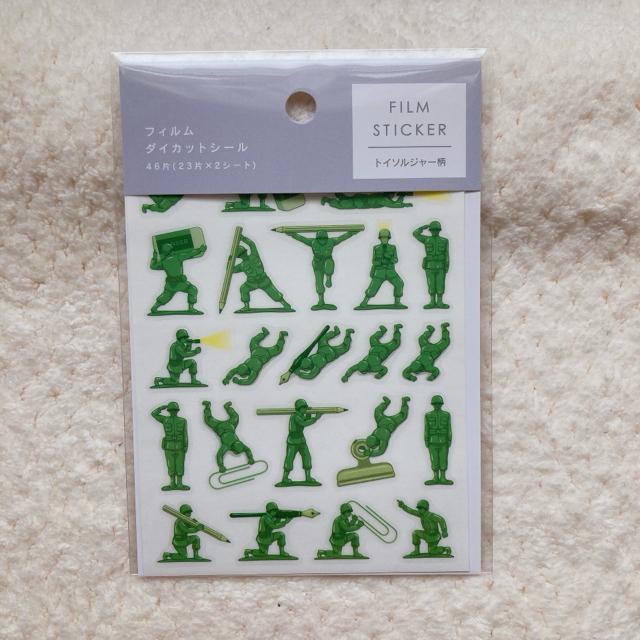 フィルム
ダイカットシール
46片(23片×2シート)
FILM
STICKER
トイソルジャー柄